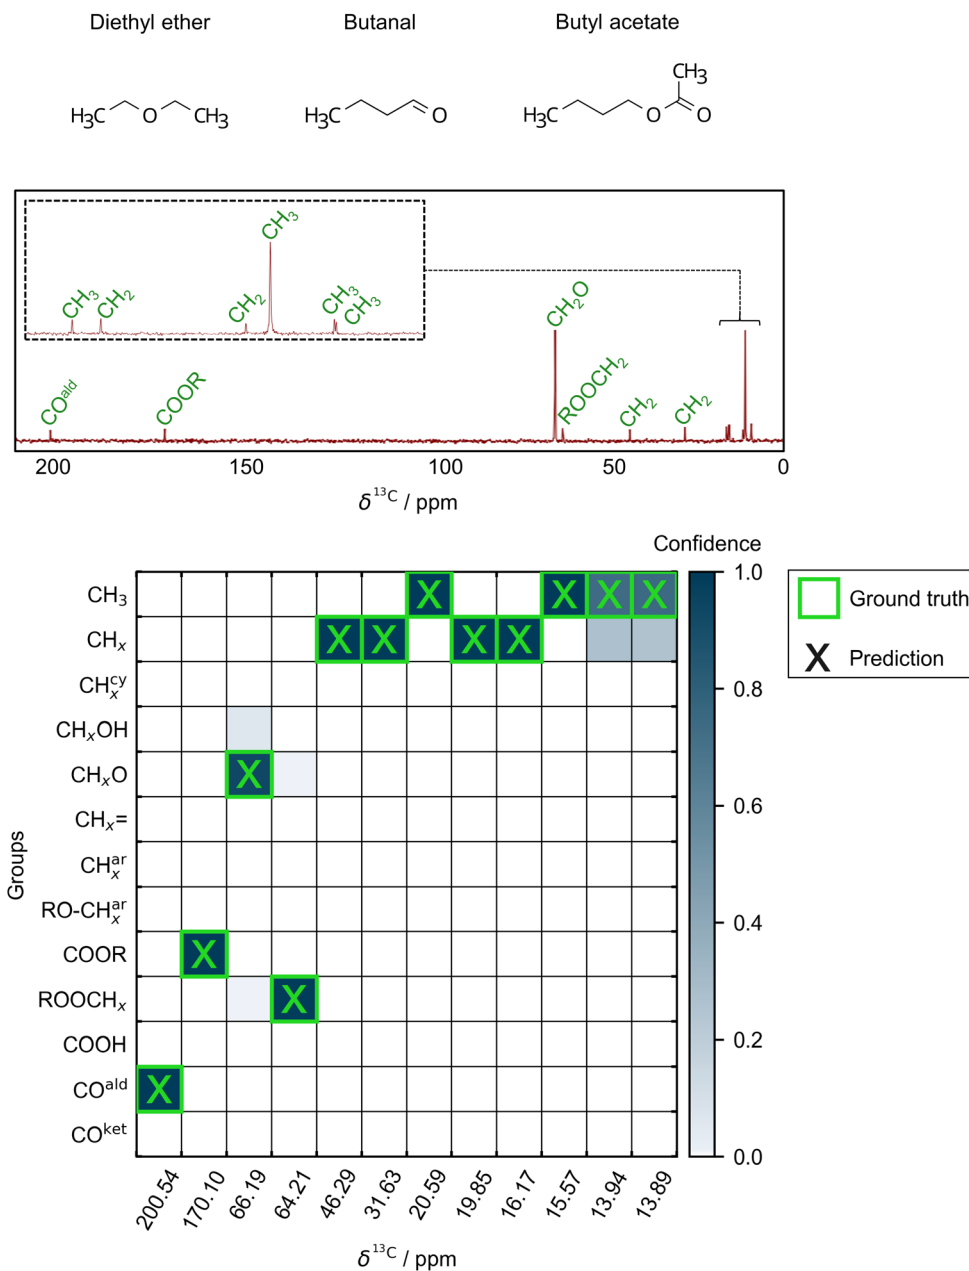 Diethyl ether Butanal Butyl acetate
CH₃
H₃C O CH₃ H₃C O H₃C O O
CH₃
CH₃ CH₂ CH₂ CH₃ CH₃
CH₂O
COᵃˡᵈ COOR ROOCH₂ CH₂ CH₂
200 150 100 50 0
δ ¹³C / ppm
Confidence
CH₃ 1.0 Ground truth
CHₓ Prediction
CHₓᶜʸ 0.8
CHₓOH
CHₓO
CHₓ= 0.6
CHₓᵃʳ
RO-CHₓᵃʳ 0.4
COOR
ROOCHₓ
COOH 0.2
COᵃˡᵈ
COᵏᵉᵗ 0.0
Groups
200.54 170.10 66.19 64.21 46.29 31.63 20.59 19.85 16.17 15.57 13.94 13.89
δ ¹³C / ppm